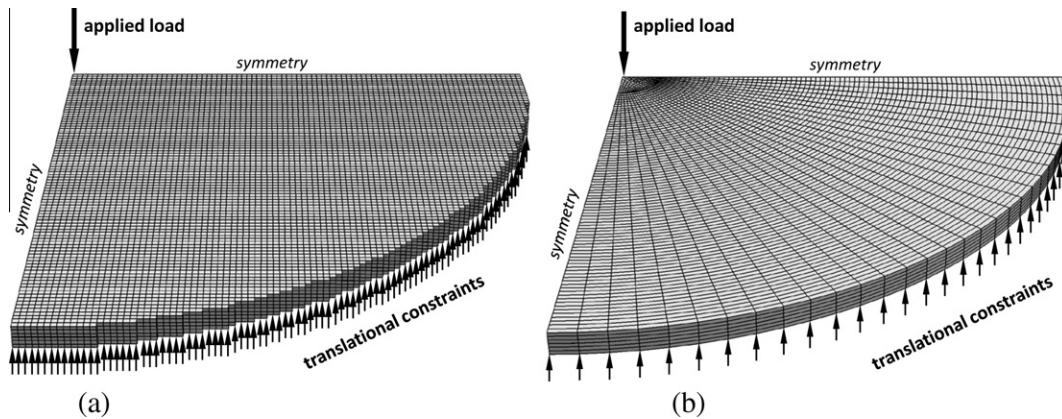 applied load
symmetry
symmetry
translational constraints
(a)
applied load
symmetry
symmetry
translational constraints
(b)